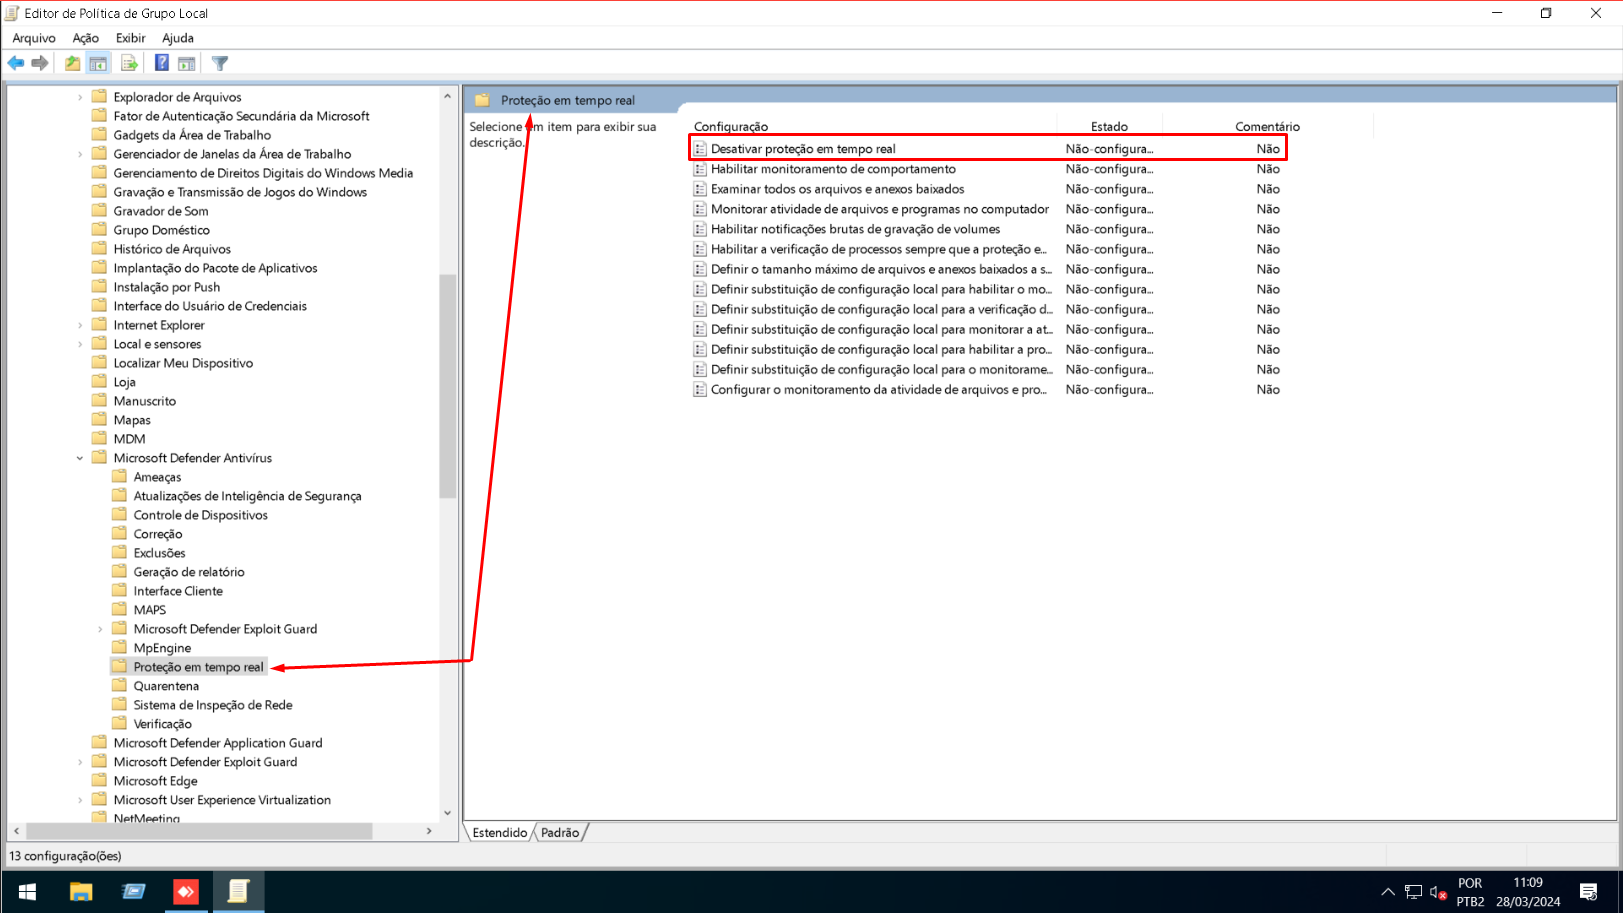 Editor de Política de Grupo Local
Arquivo Ação Exibir Ajuda
Explorador de Arquivos
Fator de Autenticação Secundária da Microsoft
Gadgets da Área de Trabalho
Gerenciador de Janelas da Área de Trabalho
Gerenciamento de Direitos Digitais do Windows Media
Gravação e Transmissão de Jogos do Windows
Gravador de Som
Grupo Doméstico
Histórico de Arquivos
Implantação do Pacote de Aplicativos
Instalação por Push
Interface do Usuário de Credenciais
Internet Explorer
Local e sensores
Localizar Meu Dispositivo
Loja
Manuscrito
Mapas
MDM
Microsoft Defender Antivírus
Ameaças
Atualizações de Inteligência de Segurança
Controle de Dispositivos
Correção
Exclusões
Geração de relatório
Interface Cliente
MAPS
Microsoft Defender Exploit Guard
MpEngine
Proteção em tempo real
Quarentena
Sistema de Inspeção de Rede
Verificação
Microsoft Defender Application Guard
Microsoft Defender Exploit Guard
Microsoft Edge
Microsoft User Experience Virtualization
NetMeeting
Proteção em tempo real
Selecione um item para exibir sua
descrição.
Configuração Estado Comentário
Desativar proteção em tempo real Não-configura... Não
Habilitar monitoramento de comportamento Não-configura... Não
Examinar todos os arquivos e anexos baixados Não-configura... Não
Monitorar atividade de arquivos e programas no computador Não-configura... Não
Habilitar notificações brutas de gravação de volumes Não-configura... Não
Habilitar a verificação de processos sempre que a proteção e... Não-configura... Não
Definir o tamanho máximo de arquivos e anexos baixados a s... Não-configura... Não
Definir substituição de configuração local para habilitar o mo... Não-configura... Não
Definir substituição de configuração local para a verificação d... Não-configura... Não
Definir substituição de configuração local para monitorar a at... Não-configura... Não
Definir substituição de configuração local para habilitar a pro... Não-configura... Não
Definir substituição de configuração local para o monitorame... Não-configura... Não
Configurar o monitoramento da atividade de arquivos e pro... Não-configura... Não
Estendido Padrão
13 configuração(ões)
POR
PTB2
11:09
28/03/2024